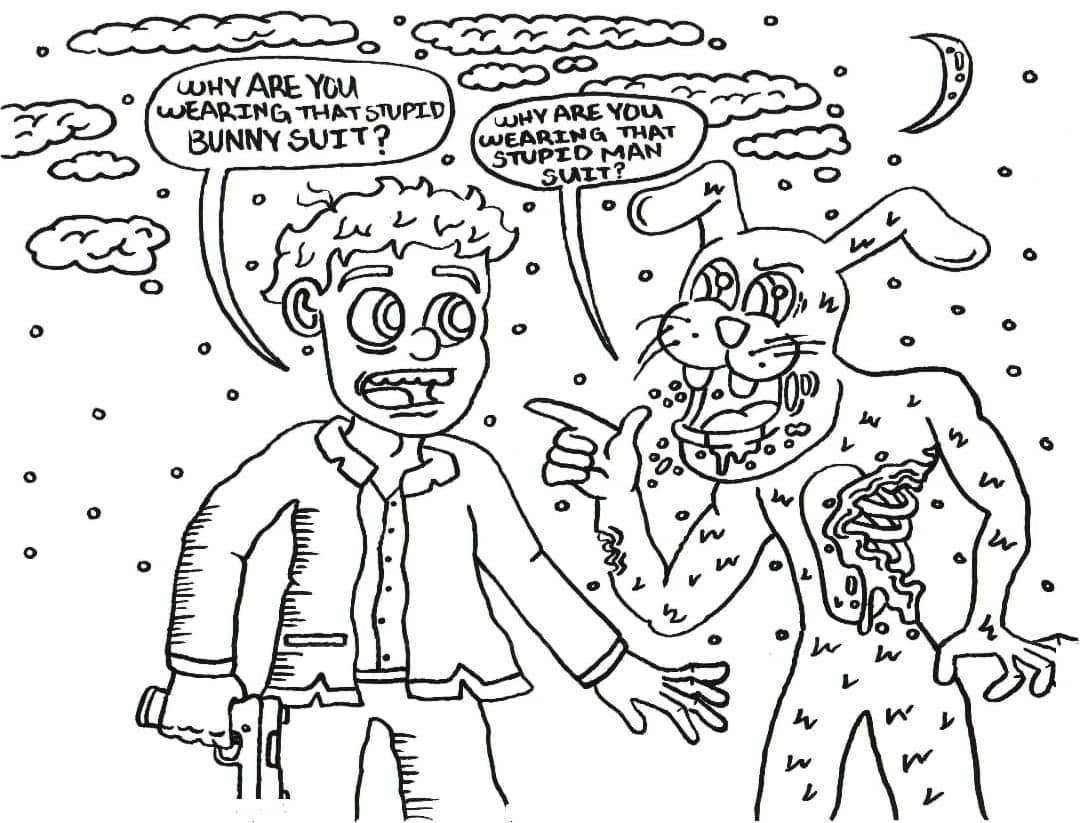 WHY ARE YOU
WEARING THAT STUPID
BUNNY SUIT?
WHY ARE YOU
WEARING THAT
STUPID MAN
SUIT?